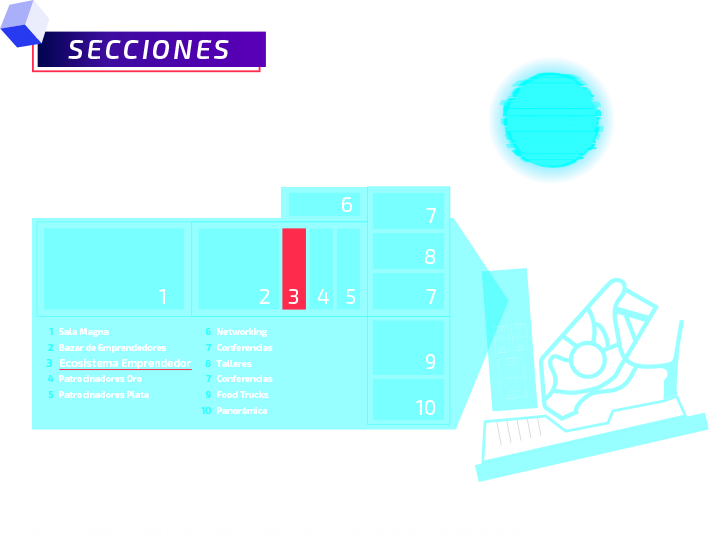 SECCIONES
6
7
8
1
2
3
4
5
7
9
10
1 Sala Magna
2 Bazar de Emprendedores
3 Ecosistema Emprendedor
4 Patrocinadores Oro
5 Patrocinadores Plata
6 Networking
7 Conferencias
8 Talleres
7 Conferencias
9 Food Trucks
10 Panorámica